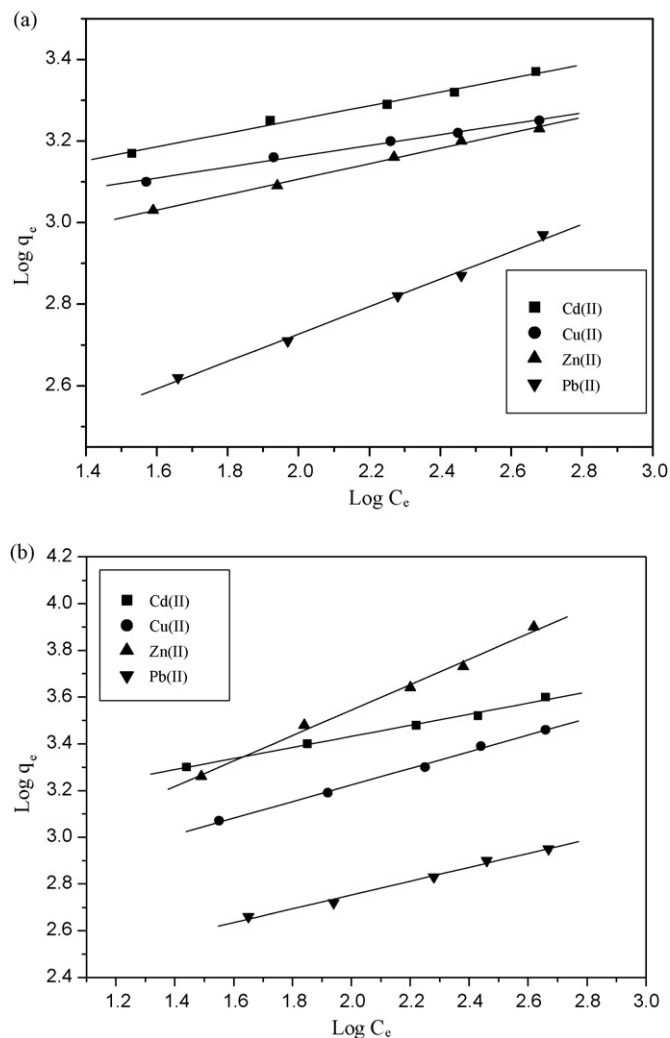 (a)
3.4
3.2
3.0
2.8
2.6
Log qe
Cd(II)
Cu(II)
Zn(II)
Pb(II)
1.4 1.6 1.8 2.0 2.2 2.4 2.6 2.8 3.0
Log Ce
(b)
4.2
4.0
3.8
3.6
3.4
3.2
3.0
2.8
2.6
2.4
Log qe
Cd(II)
Cu(II)
Zn(II)
Pb(II)
1.2 1.4 1.6 1.8 2.0 2.2 2.4 2.6 2.8 3.0
Log Ce